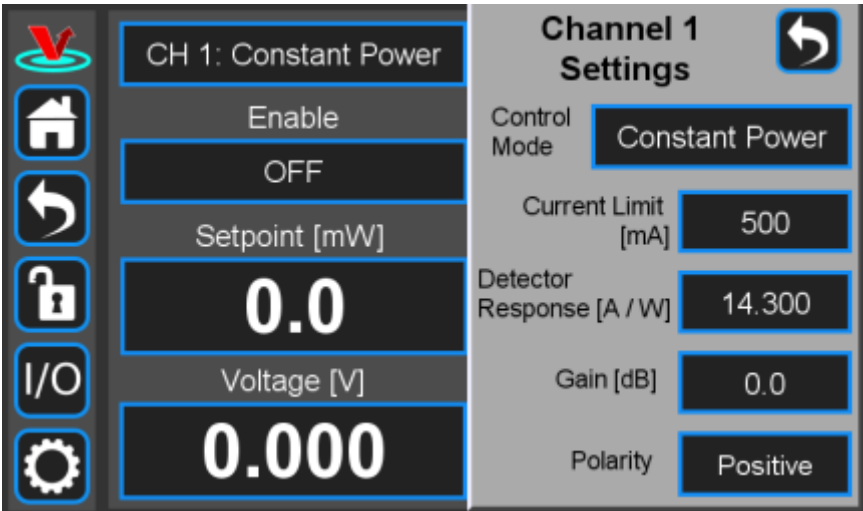 CH 1: Constant Power
Enable
OFF
Setpoint [mW]
0.0
Voltage [V]
0.000
I/O
Channel 1
Settings
Control
Mode
Constant Power
Current Limit
[mA]
500
Detector
Response [A / W]
14.300
Gain [dB]
0.0
Polarity
Positive